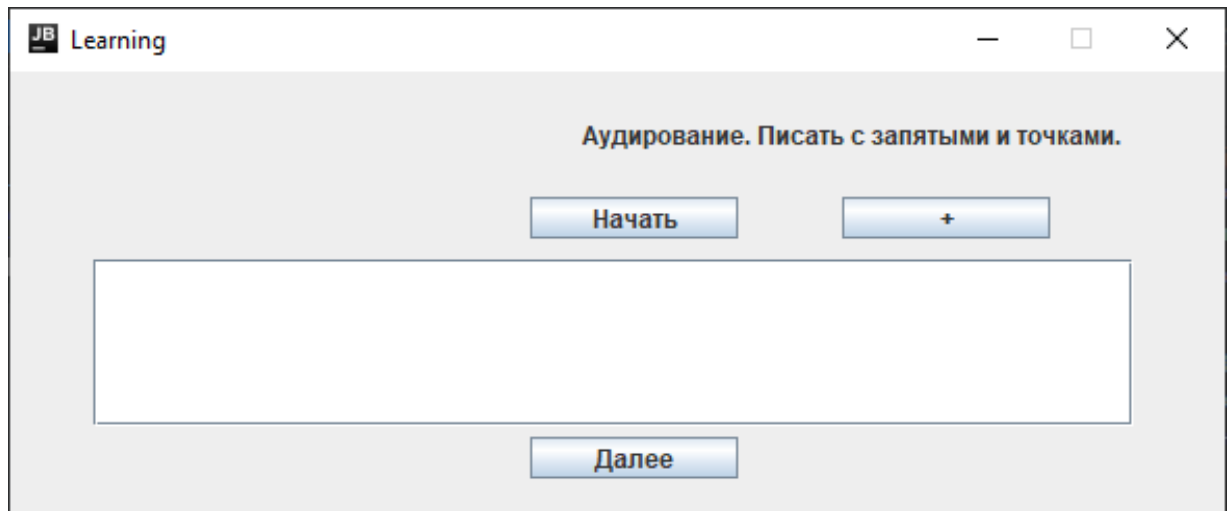 JB Learning
Аудирование. Писать с запятыми и точками.
Начать +
Далее